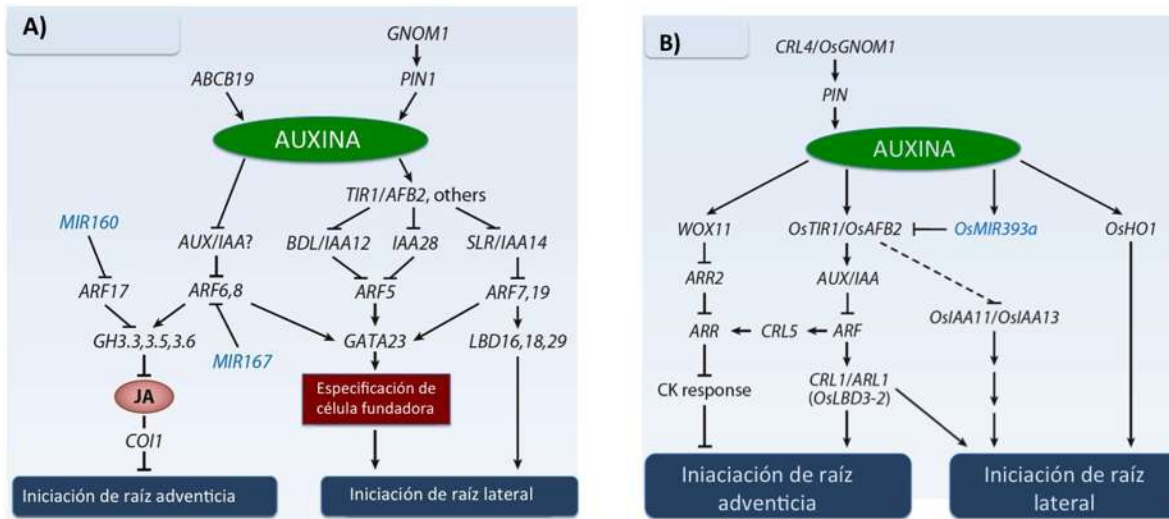 A)
GNOM1
ABCB19
PIN1
AUXINA
TIR1/AFB2, others
MIR160
AUX/IAA?
BDL/IAA12
IAA28
SLR/IAA14
ARF17
ARF6,8
ARF5
ARF7,19
GH3.3,3.5,3.6
MIR167
GATA23
LBD16,18,29
JA
Especificación de
célula fundadora
COI1
Iniciación de raíz adventicia
Iniciación de raíz lateral
B)
CRL4/OsGNOM1
PIN
AUXINA
WOX11
OsTIR1/OsAFB2
OsMIR393a
OsHO1
ARR2
AUX/IAA
OsIAA11/OsIAA13
ARR
CRL5
ARF
CK response
CRL1/ARL1
(OsLBD3-2)
Iniaciación de raíz
adventicia
Iniciación de raíz
lateral